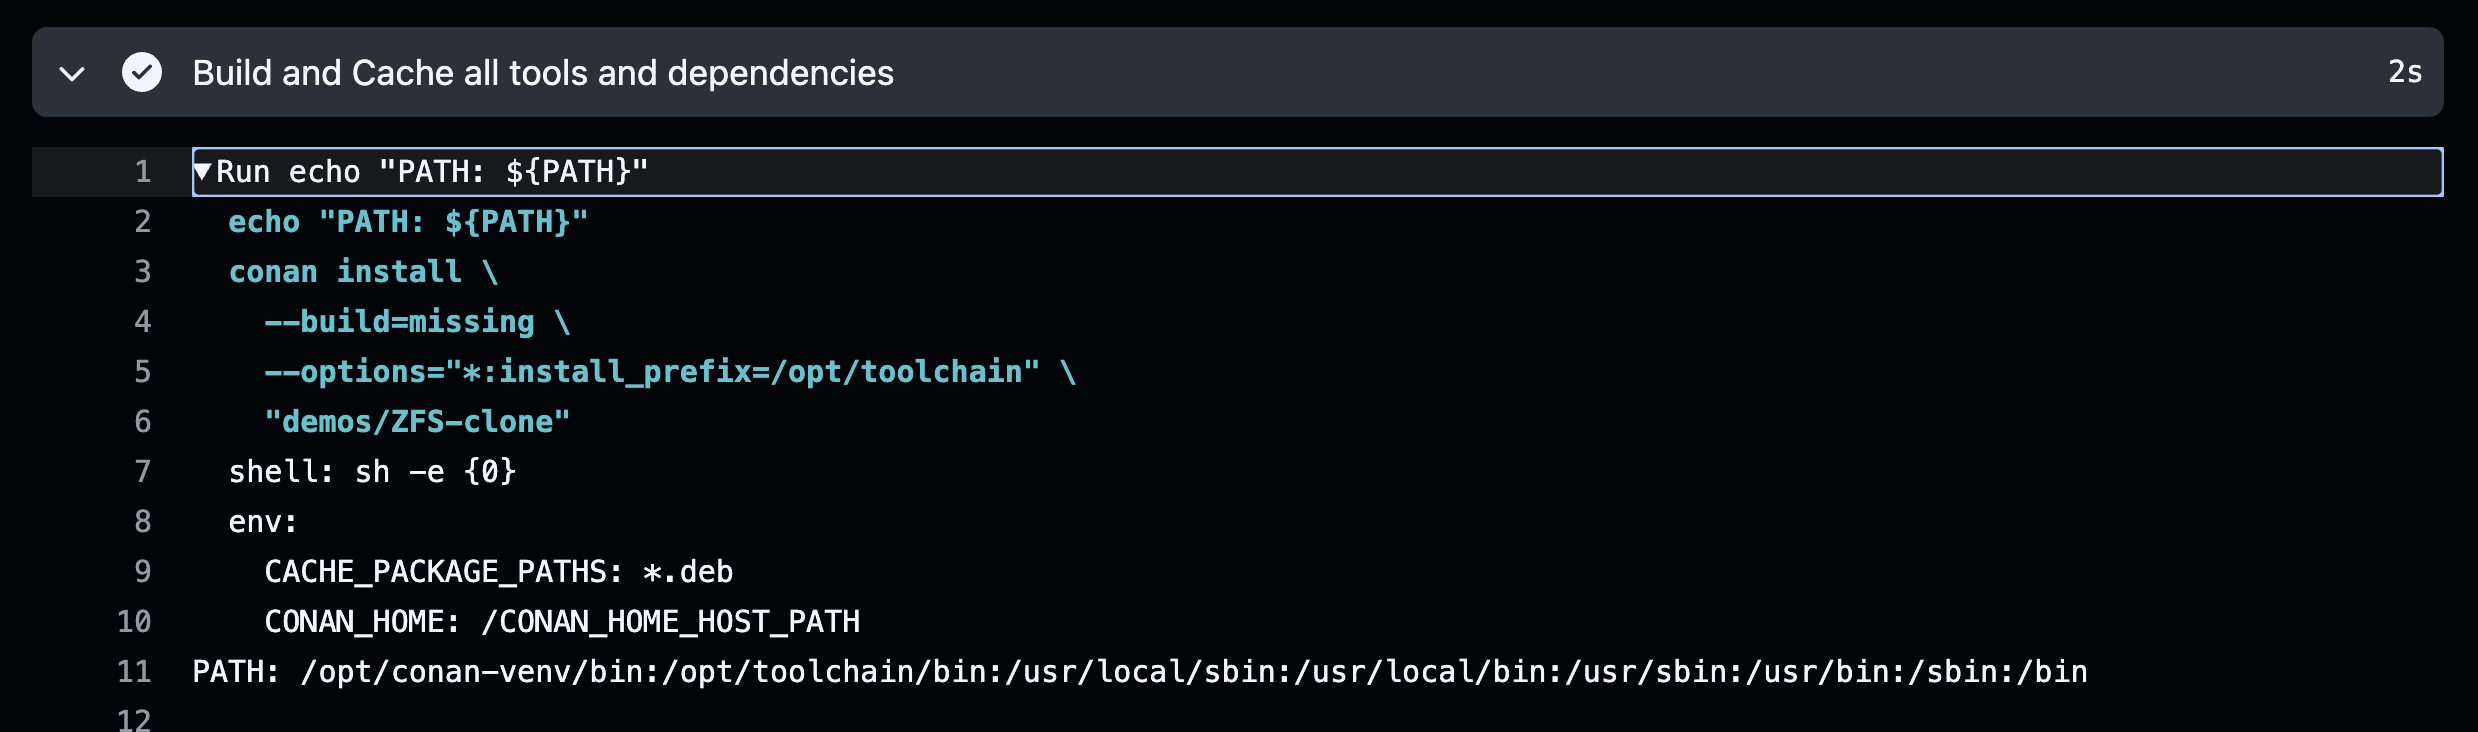 Build and Cache all tools and dependencies 2s
1 ▼Run echo "PATH: ${PATH}"
2 echo "PATH: ${PATH}"
3 conan install \
4 --build=missing \
5 --options="*:install_prefix=/opt/toolchain" \
6 "demos/ZFS-clone"
7 shell: sh -e {0}
8 env:
9 CACHE_PACKAGE_PATHS: *.deb
10 CONAN_HOME: /CONAN_HOME_HOST_PATH
11 PATH: /opt/conan-venv/bin:/opt/toolchain/bin:/usr/local/sbin:/usr/local/bin:/usr/sbin:/usr/bin:/sbin:/bin
12